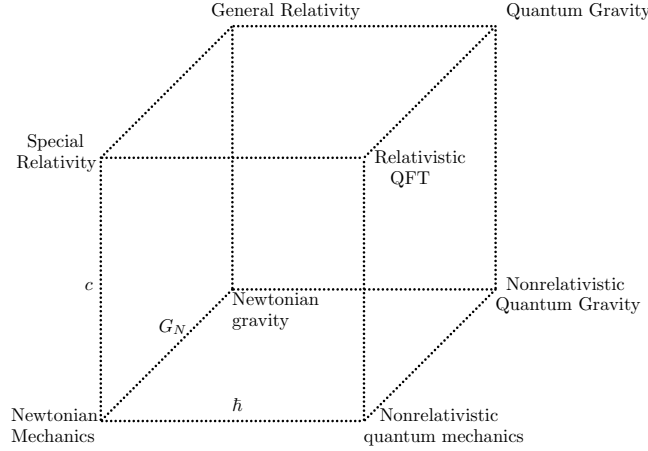 General Relativity
Quantum Gravity
Special
Relativity
Relativistic
QFT
c
Newtonian
gravity
Nonrelativistic
Quantum Gravity
G_N
ℏ
Newtonian
Mechanics
Nonrelativistic
quantum mechanics